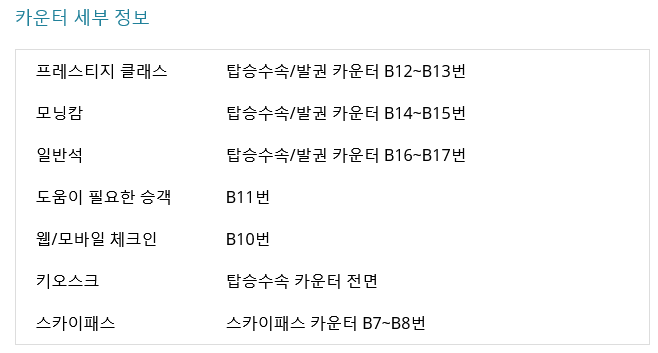 카운터 세부 정보
프레스티지 클래스 탑승수속/발권 카운터 B12~B13번
모닝캄 탑승수속/발권 카운터 B14~B15번
일반석 탑승수속/발권 카운터 B16~B17번
도움이 필요한 승객 B11번
웹/모바일 체크인 B10번
키오스크 탑승수속 카운터 전면
스카이패스 스카이패스 카운터 B7~B8번